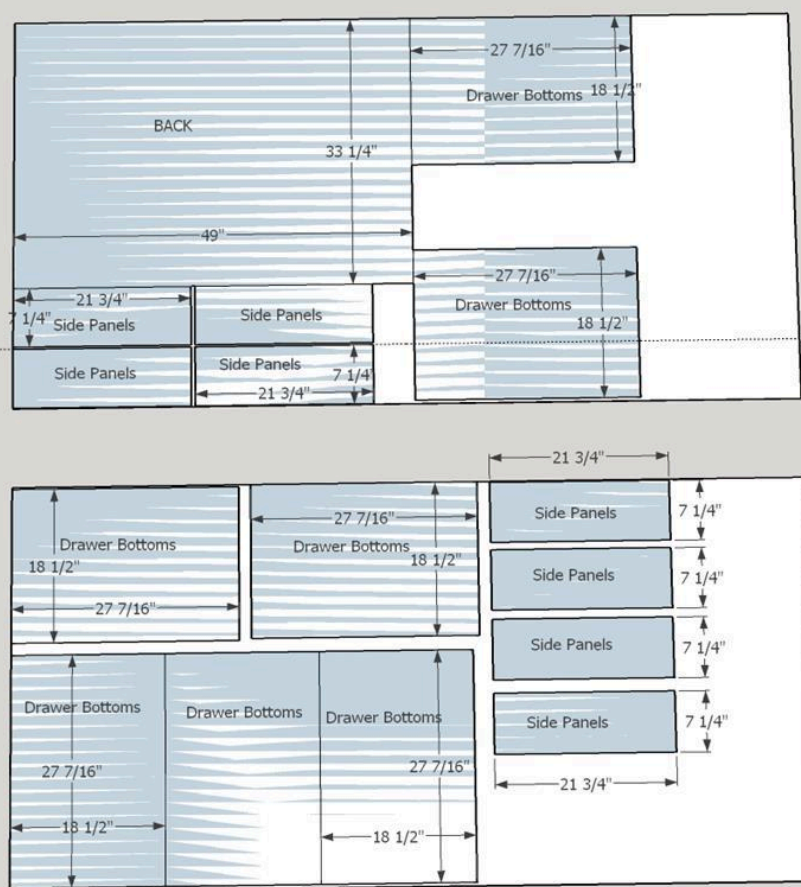 27 7/16"
Drawer Bottoms
18 1/2"
BACK
33 1/4"
49"
21 3/4"
7 1/4"
Side Panels
Side Panels
Side Panels
Side Panels
7 1/4"
21 3/4"
27 7/16"
Drawer Bottoms
18 1/2"
21 3/4"
Drawer Bottoms
18 1/2"
27 7/16"
27 7/16"
Drawer Bottoms
18 1/2"
Side Panels
7 1/4"
Side Panels
7 1/4"
Side Panels
7 1/4"
Side Panels
7 1/4"
21 3/4"
Drawer Bottoms
27 7/16"
18 1/2"
Drawer Bottoms
Drawer Bottoms
27 7/16"
18 1/2"